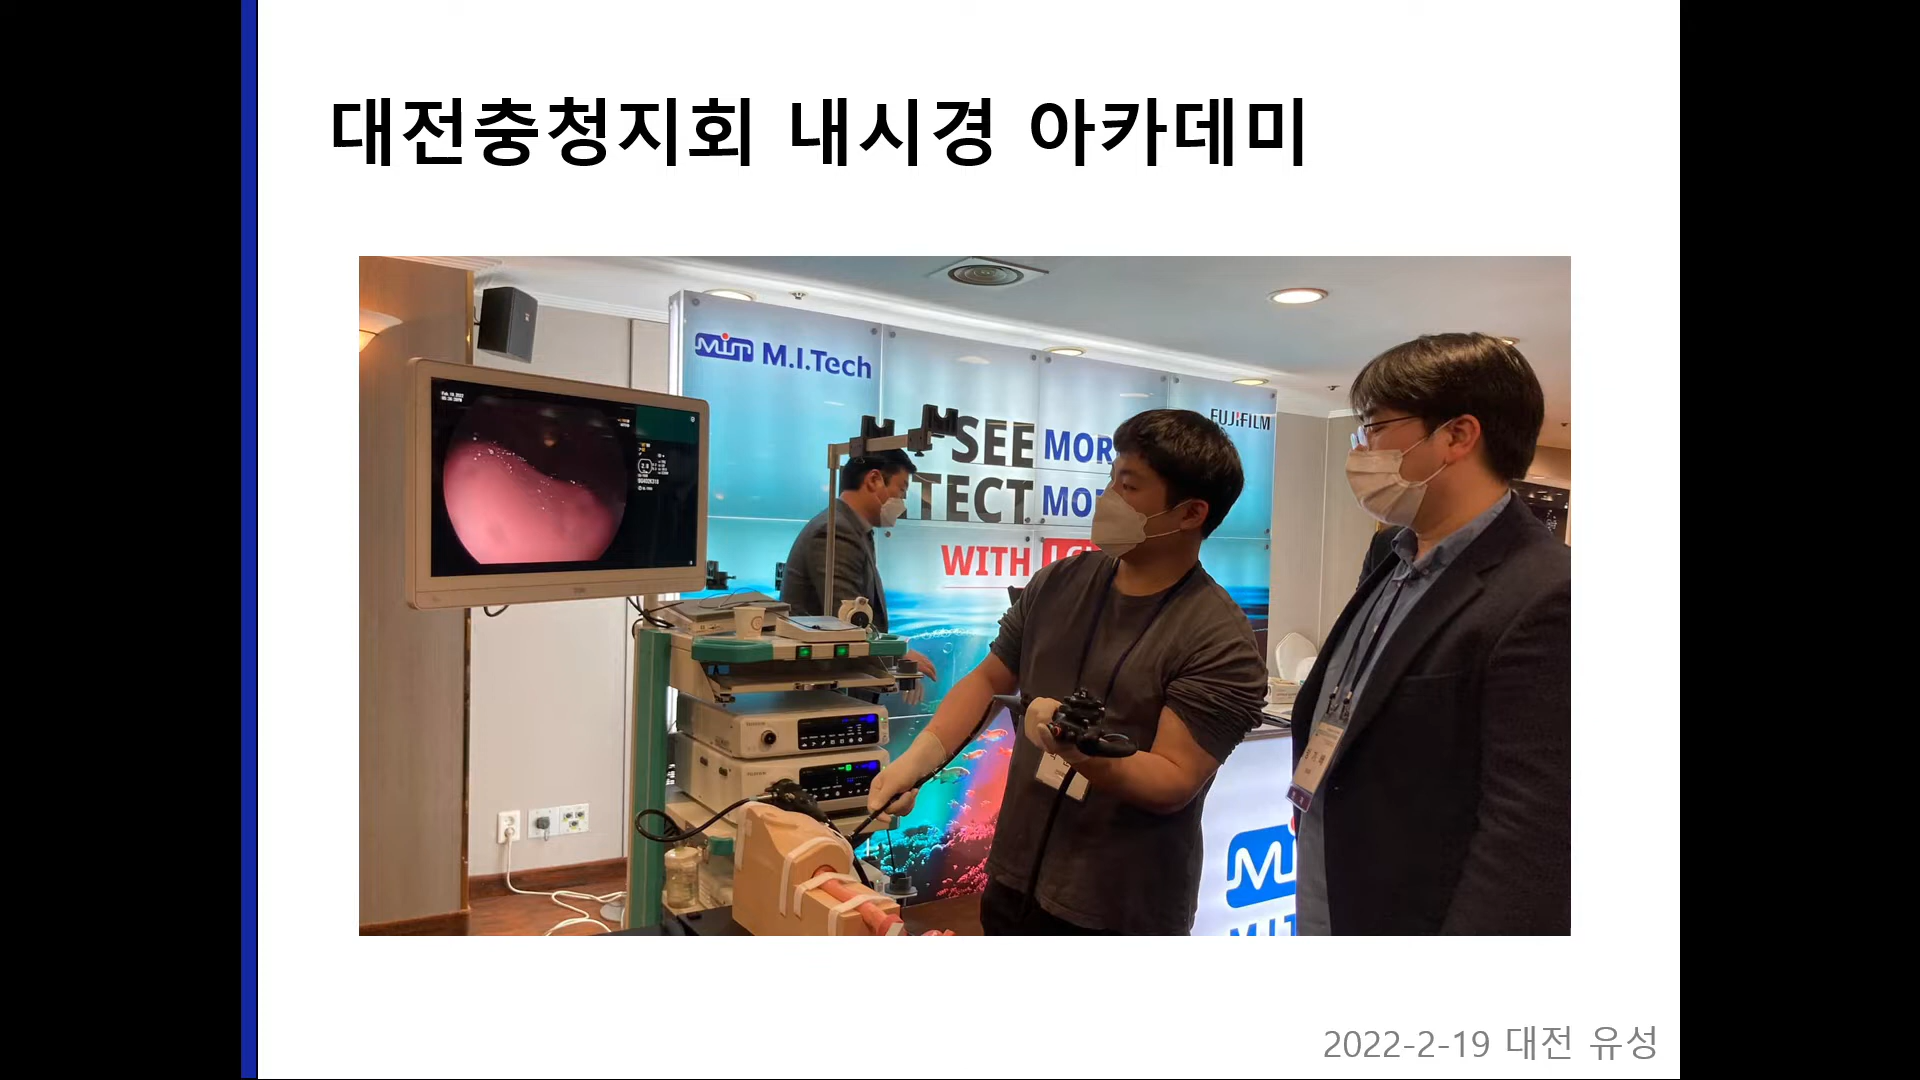 대전충청지회 내시경 아카데미
MIT M.I.Tech
FUJIFILM
SEE MOR
TECT MO
WITH
2022-2-19 대전 유성